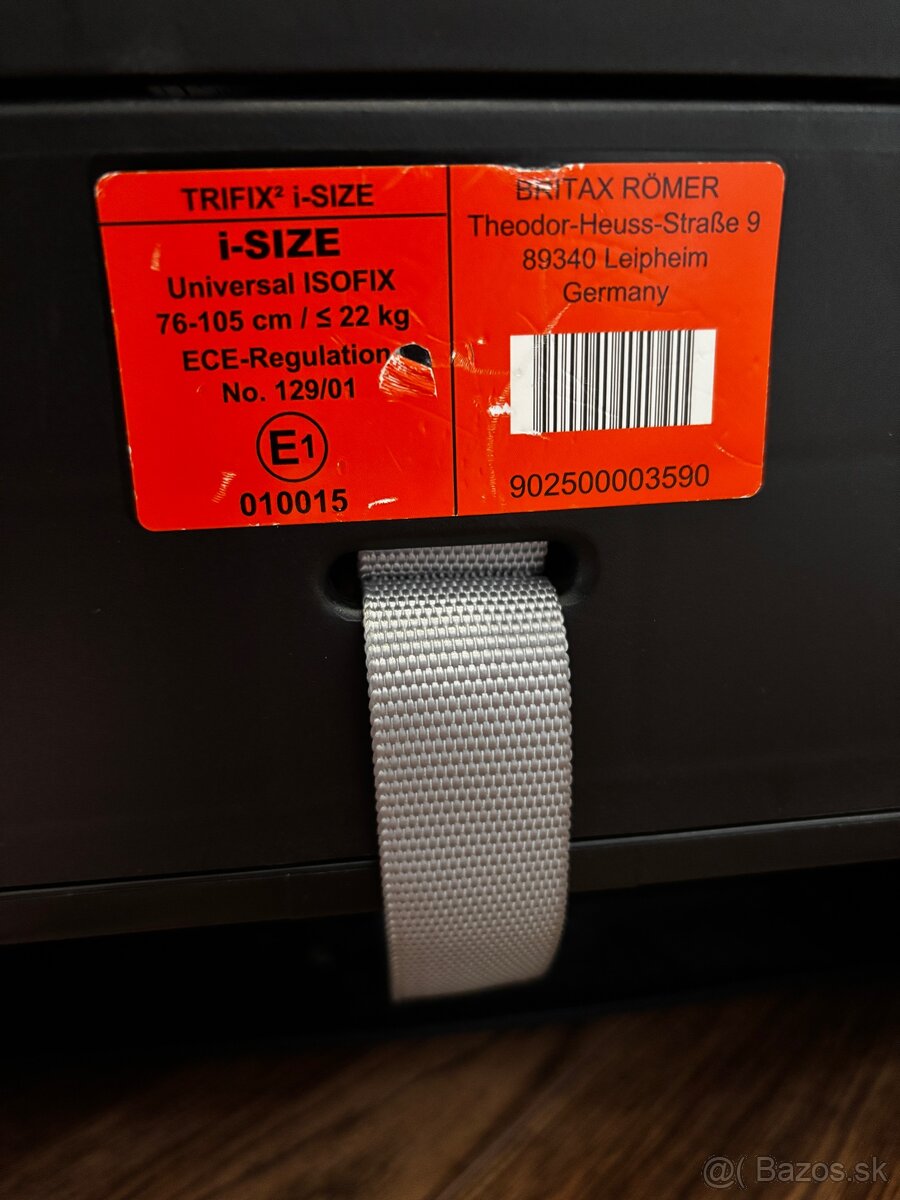 TRIFIX² i-SIZE
i-SIZE
Universal ISOFIX
76-105 cm / ≤ 22 kg
ECE-Regulation
No. 129/01
E1
010015
BRITAX RÖMER
Theodor-Heuss-Straße 9
89340 Leipheim
Germany
902500003590
@( Bazos.sk